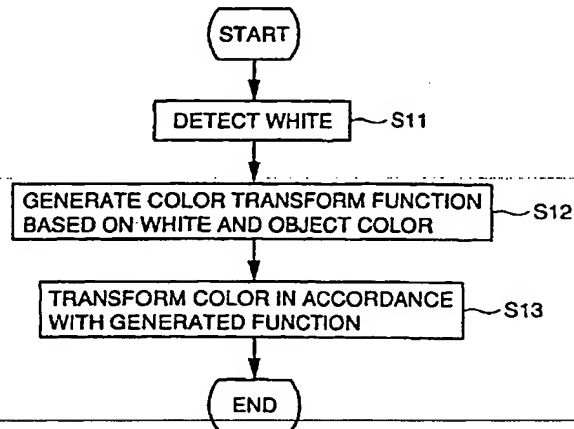 START
DETECT WHITE
S11
GENERATE COLOR TRANSFORM FUNCTION
BASED ON WHITE AND OBJECT COLOR
S12
TRANSFORM COLOR IN ACCORDANCE
WITH GENERATED FUNCTION
S13
END